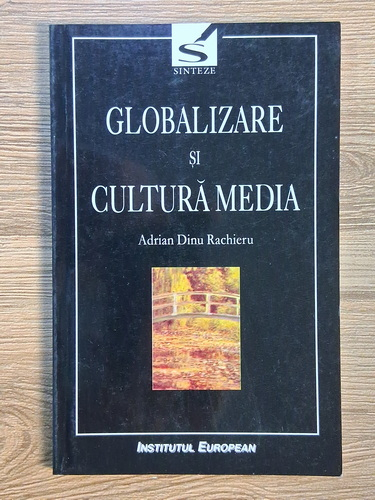 S
SINTEZE
GLOBALIZARE
ȘI
CULTURĂ MEDIA
Adrian Dinu Rachieru
INSTITUTUL EUROPEAN